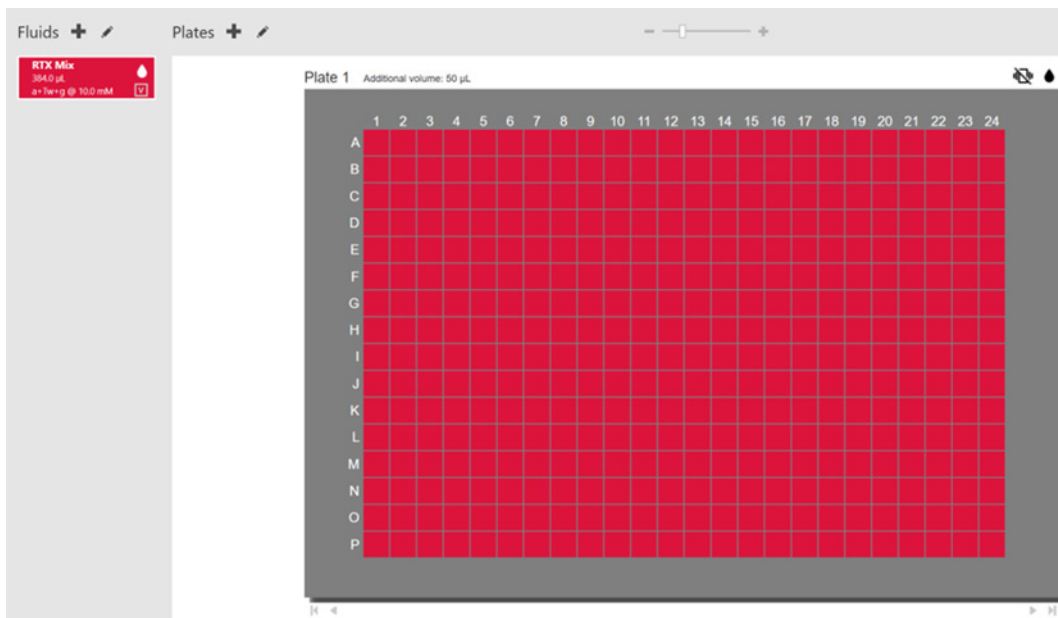 Fluids
Plates
RTX Mix
384.0 µL
a+Tw+g @ 10.0 mM
V
Plate 1 Additional volume: 50 µL
1 2 3 4 5 6 7 8 9 10 11 12 13 14 15 16 17 18 19 20 21 22 23 24
A
B
C
D
E
F
G
H
I
J
K
L
M
N
O
P